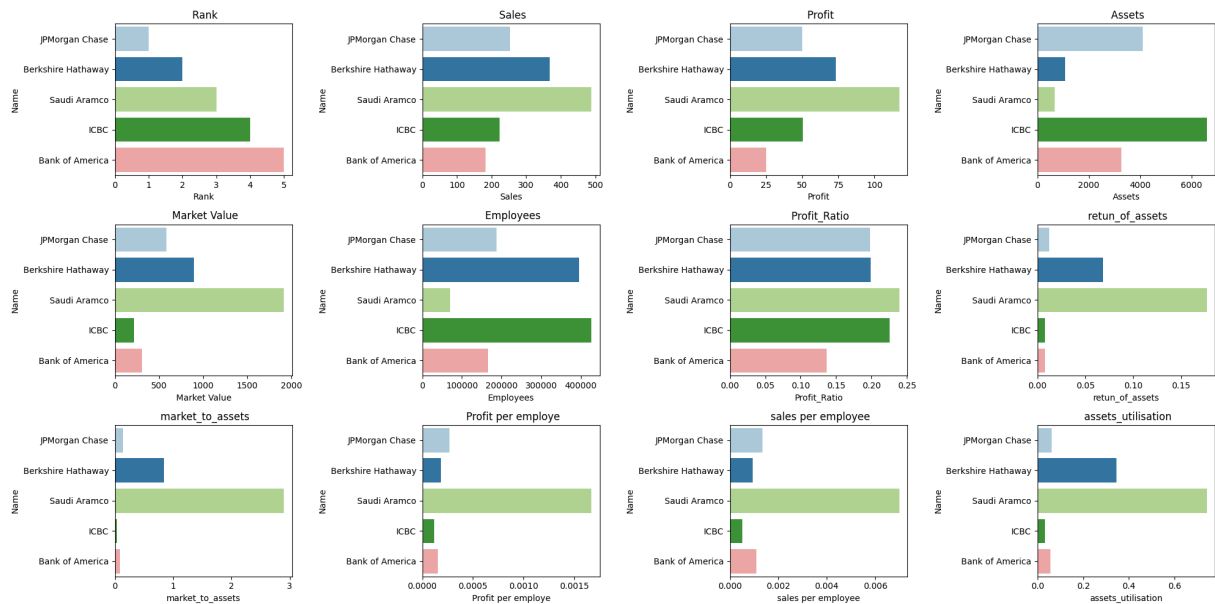 Rank
Name
JPMorgan Chase
Berkshire Hathaway
Saudi Aramco
ICBC
Bank of America
0 1 2 3 4 5
Rank
Sales
Name
JPMorgan Chase
Berkshire Hathaway
Saudi Aramco
ICBC
Bank of America
0 100 200 300 400 500
Sales
Profit
Name
JPMorgan Chase
Berkshire Hathaway
Saudi Aramco
ICBC
Bank of America
0 25 50 75 100
Profit
Assets
Name
JPMorgan Chase
Berkshire Hathaway
Saudi Aramco
ICBC
Bank of America
0 2000 4000 6000
Assets
Market Value
Name
JPMorgan Chase
Berkshire Hathaway
Saudi Aramco
ICBC
Bank of America
0 500 1000 1500 2000
Market Value
Employees
Name
JPMorgan Chase
Berkshire Hathaway
Saudi Aramco
ICBC
Bank of America
0 100000 200000 300000 400000
Employees
Profit_Ratio
Name
JPMorgan Chase
Berkshire Hathaway
Saudi Aramco
ICBC
Bank of America
0.00 0.05 0.10 0.15 0.20 0.25
Profit_Ratio
retun_of_assets
Name
JPMorgan Chase
Berkshire Hathaway
Saudi Aramco
ICBC
Bank of America
0.00 0.05 0.10 0.15
retun_of_assets
market_to_assets
Name
JPMorgan Chase
Berkshire Hathaway
Saudi Aramco
ICBC
Bank of America
0 1 2 3
market_to_assets
Profit per employe
Name
JPMorgan Chase
Berkshire Hathaway
Saudi Aramco
ICBC
Bank of America
0.0000 0.0005 0.0010 0.0015
Profit per employe
sales per employee
Name
JPMorgan Chase
Berkshire Hathaway
Saudi Aramco
ICBC
Bank of America
0.000 0.002 0.004 0.006
sales per employee
assets_utilisation
Name
JPMorgan Chase
Berkshire Hathaway
Saudi Aramco
ICBC
Bank of America
0.0 0.2 0.4 0.6
assets_utilisation